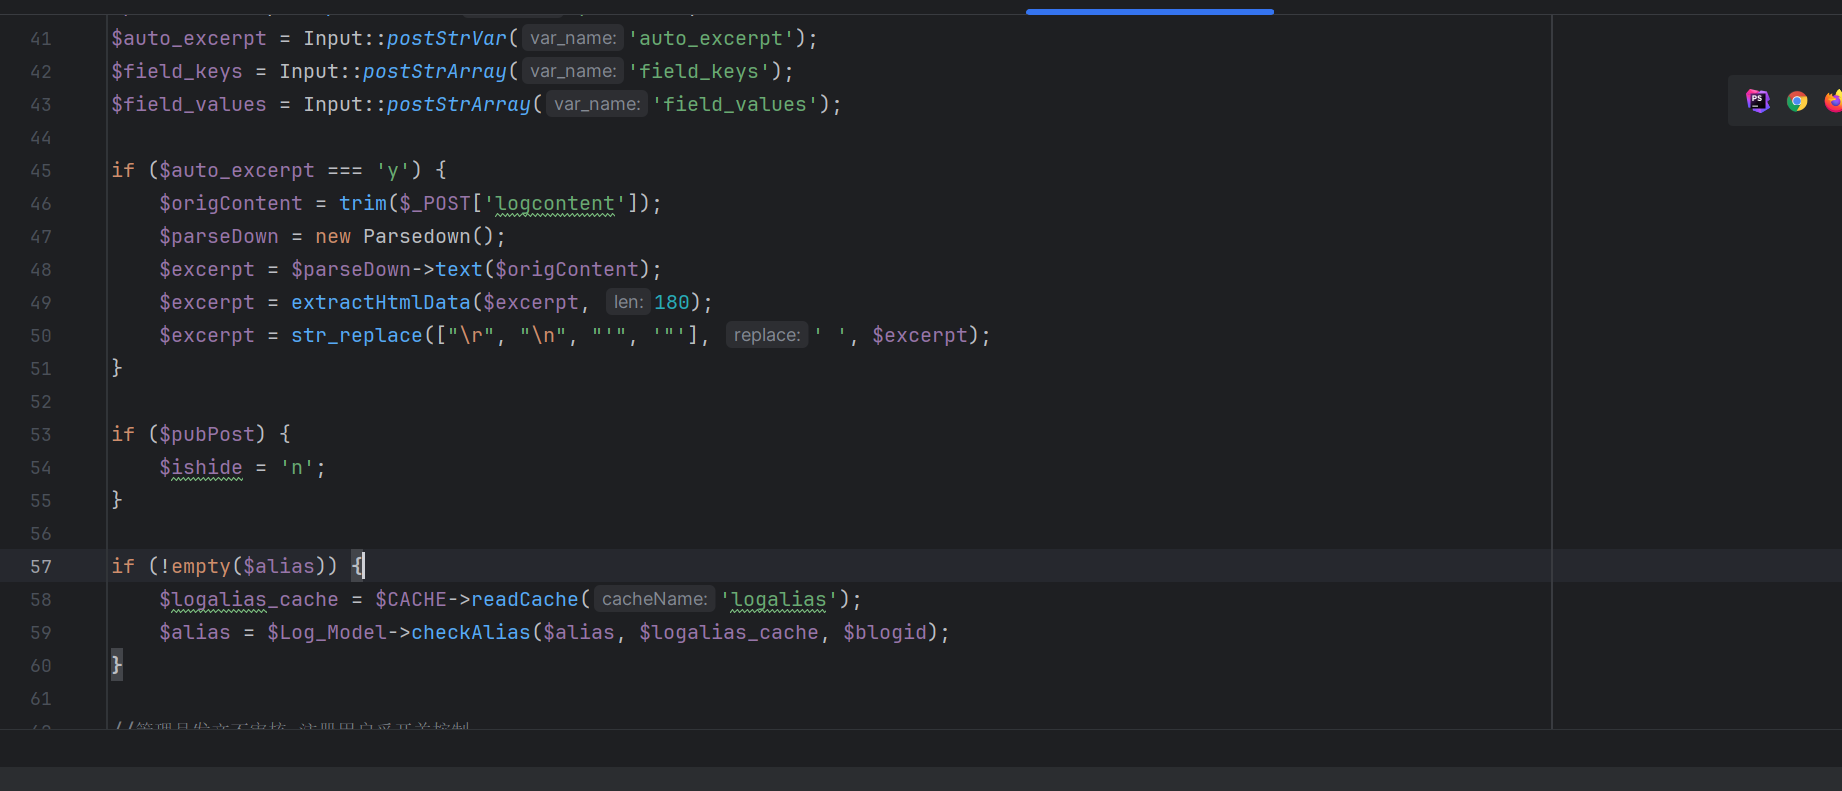 41 $auto_excerpt = Input::postStrVar( var_name: 'auto_excerpt');
42 $field_keys = Input::postStrArray( var_name: 'field_keys');
43 $field_values = Input::postStrArray( var_name: 'field_values');
44
45 if ($auto_excerpt === 'y') {
46     $origContent = trim($_POST['logcontent']);
47     $parseDown = new Parsedown();
48     $excerpt = $parseDown->text($origContent);
49     $excerpt = extractHtmlData($excerpt, len: 180);
50     $excerpt = str_replace(["\r", "\n", "'", '"'], replace: ' ', $excerpt);
51 }
52
53 if ($pubPost) {
54     $ishide = 'n';
55 }
56
57 if (!empty($alias)) {
58     $logalias_cache = $CACHE->readCache( cacheName: 'logalias');
59     $alias = $Log_Model->checkAlias($alias, $logalias_cache, $blogid);
60 }
61
PS